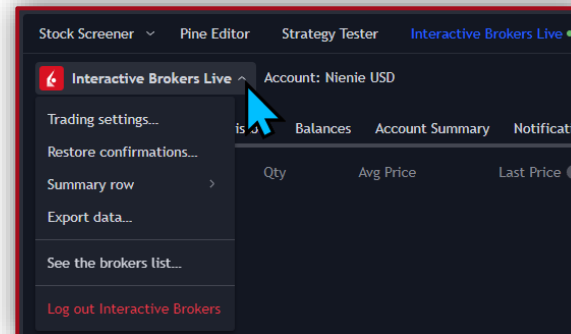 Stock Screener Pine Editor Strategy Tester Interactive Brokers Live
Interactive Brokers Live Account: Nienie USD
Trading settings...
Balances Account Summary Notificat
Restore confirmations...
Qty Avg Price Last Price
Summary row
Export data...
See the brokers list...
Log out Interactive Brokers